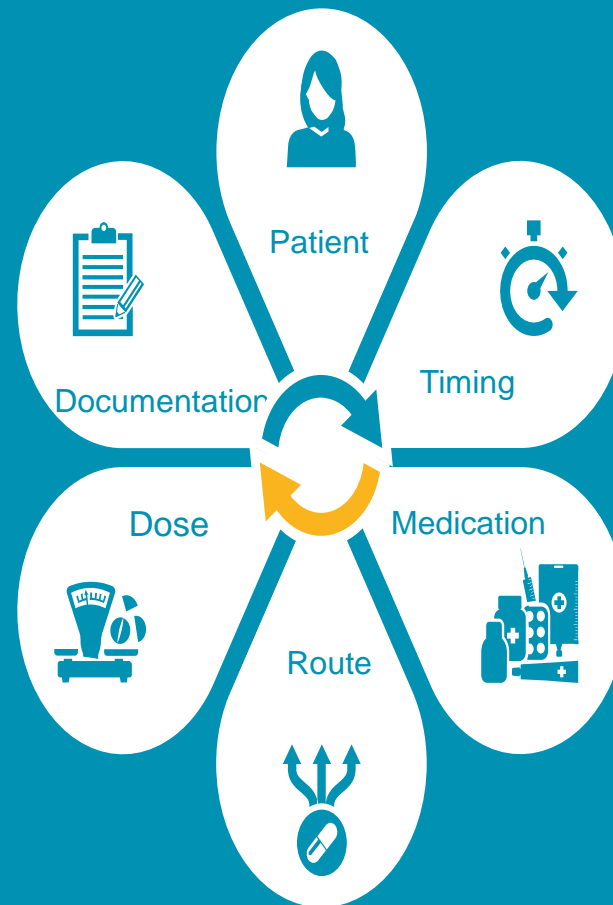 Patient
Timing
Documentation
Dose
Medication
Route